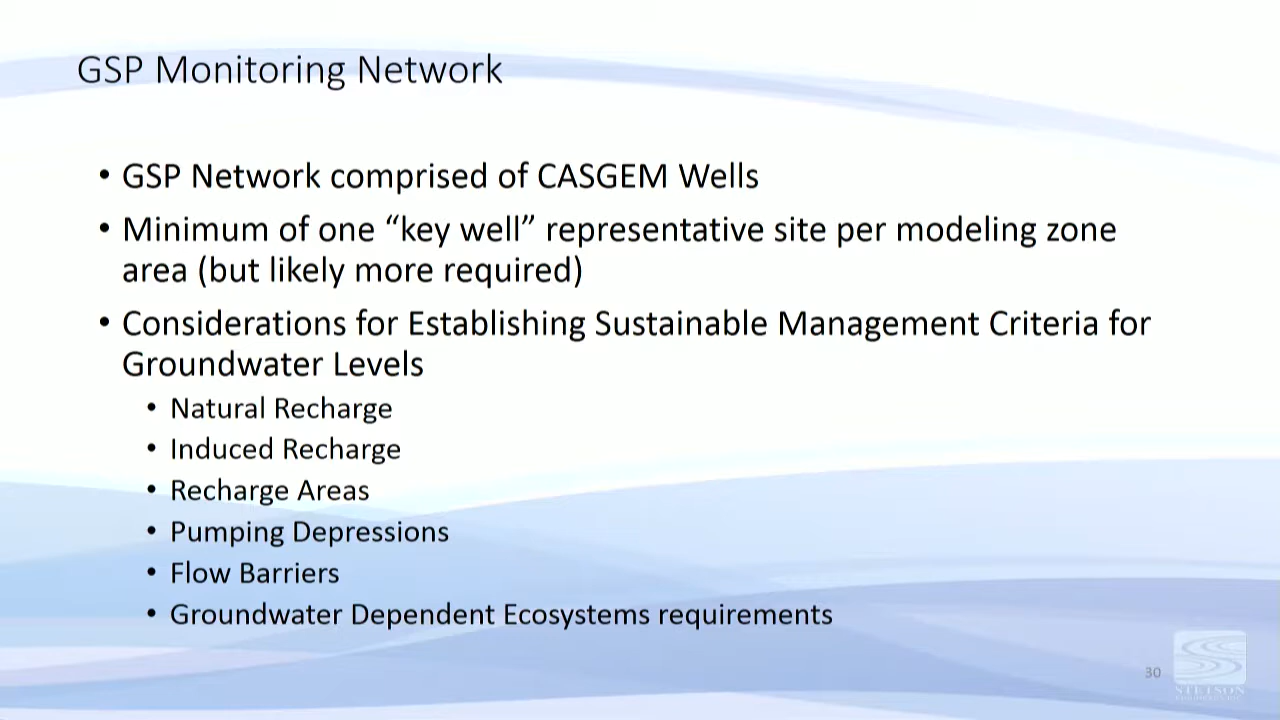 GSP Monitoring Network
• GSP Network comprised of CASGEM Wells
• Minimum of one “key well” representative site per modeling zone
area (but likely more required)
• Considerations for Establishing Sustainable Management Criteria for
Groundwater Levels
• Natural Recharge
• Induced Recharge
• Recharge Areas
• Pumping Depressions
• Flow Barriers
• Groundwater Dependent Ecosystems requirements
30
STETSON